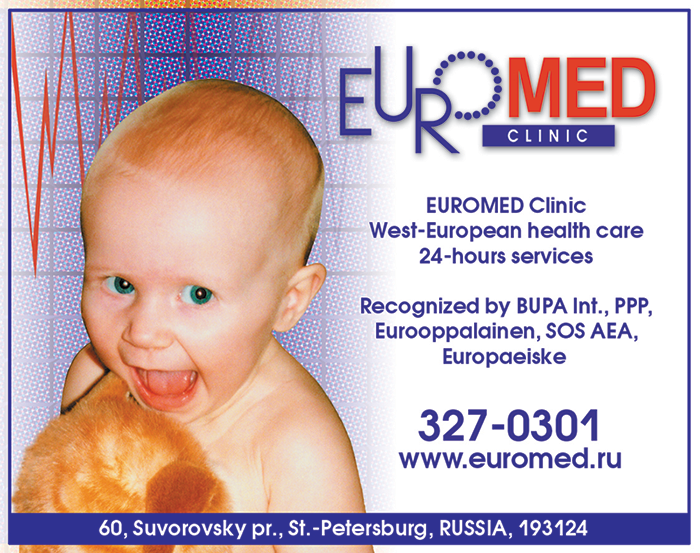 EUROMED
CLINIC
EUROMED Clinic
West-European health care
24-hours services
Recognized by BUPA Int., PPP,
Eurooppalainen, SOS AEA,
Europaeiske
327-0301
www.euromed.ru
60, Suvorovsky pr., St.-Petersburg, RUSSIA, 193124